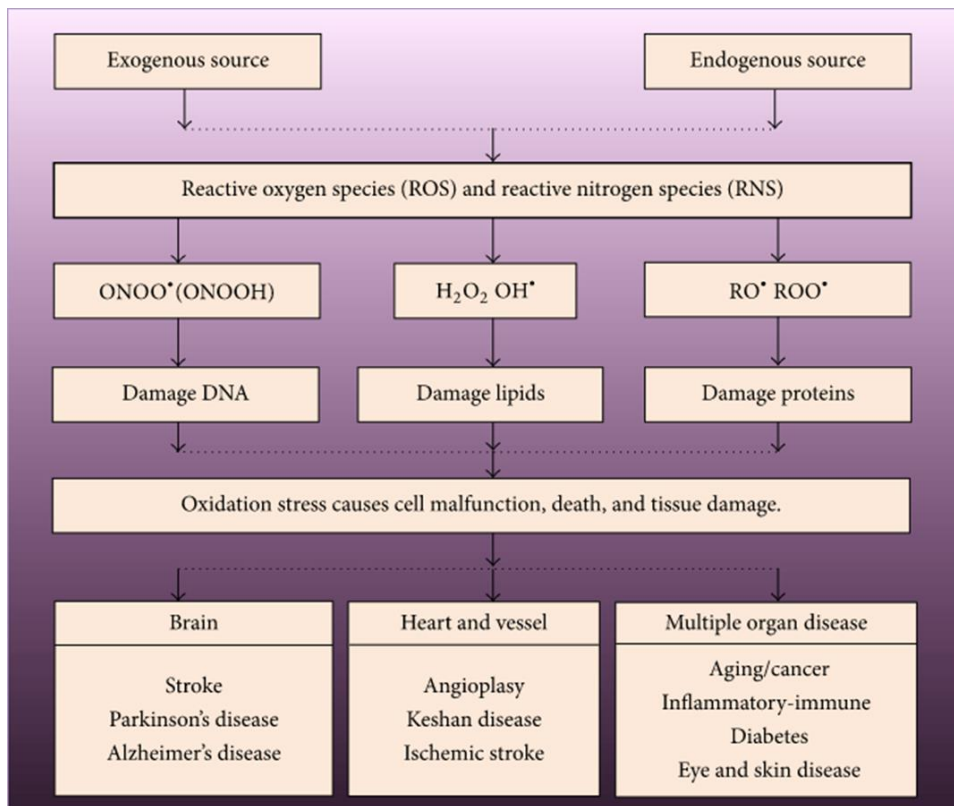 Exogenous source
Endogenous source
Reactive oxygen species (ROS) and reactive nitrogen species (RNS)
ONOO•(ONOOH)
H₂O₂ OH•
RO• ROO•
Damage DNA
Damage lipids
Damage proteins
Oxidation stress causes cell malfunction, death, and tissue damage.
Brain
Stroke
Parkinson's disease
Alzheimer's disease
Heart and vessel
Angioplasy
Keshan disease
Ischemic stroke
Multiple organ disease
Aging/cancer
Inflammatory-immune
Diabetes
Eye and skin disease